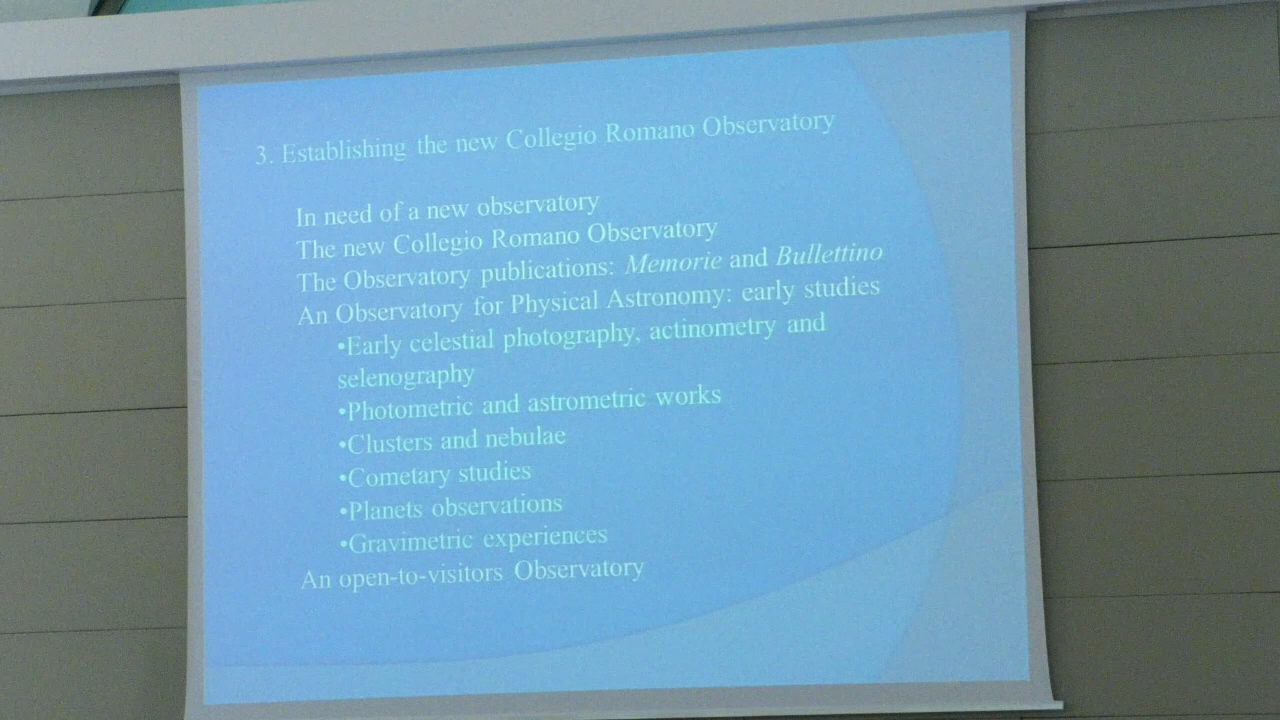 3. Establishing the new Collegio Romano Observatory
In need of a new observatory
The new Collegio Romano Observatory
The Observatory publications: Memorie and Bullettino
An Observatory for Physical Astronomy: early studies
•Early celestial photography, actinometry and
selenography
•Photometric and astrometric works
•Clusters and nebulae
•Cometary studies
•Planets observations
•Gravimetric experiences
An open-to-visitors Observatory